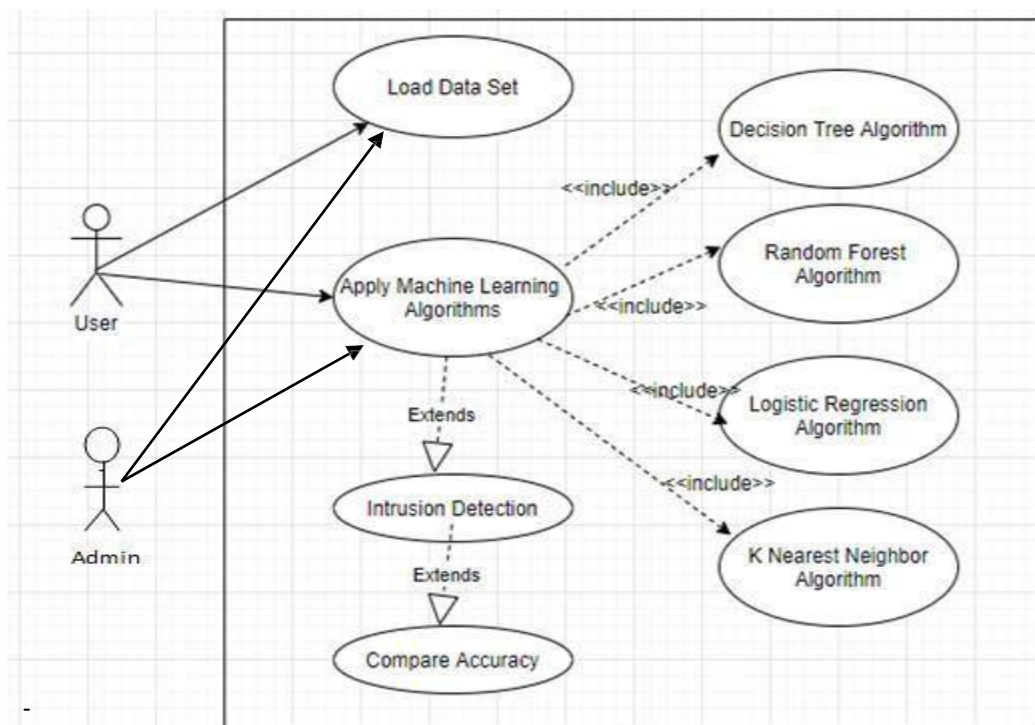 Load Data Set
Decision Tree Algorithm
<<include>>
Random Forest
Algorithm
User
Apply Machine Learning
Algorithms
<<include>>
<<include>>
Logistic Regression
Algorithm
Extends
Admin
Intrusion Detection
<<include>>
K Nearest Neighbor
Algorithm
Extends
Compare Accuracy
-